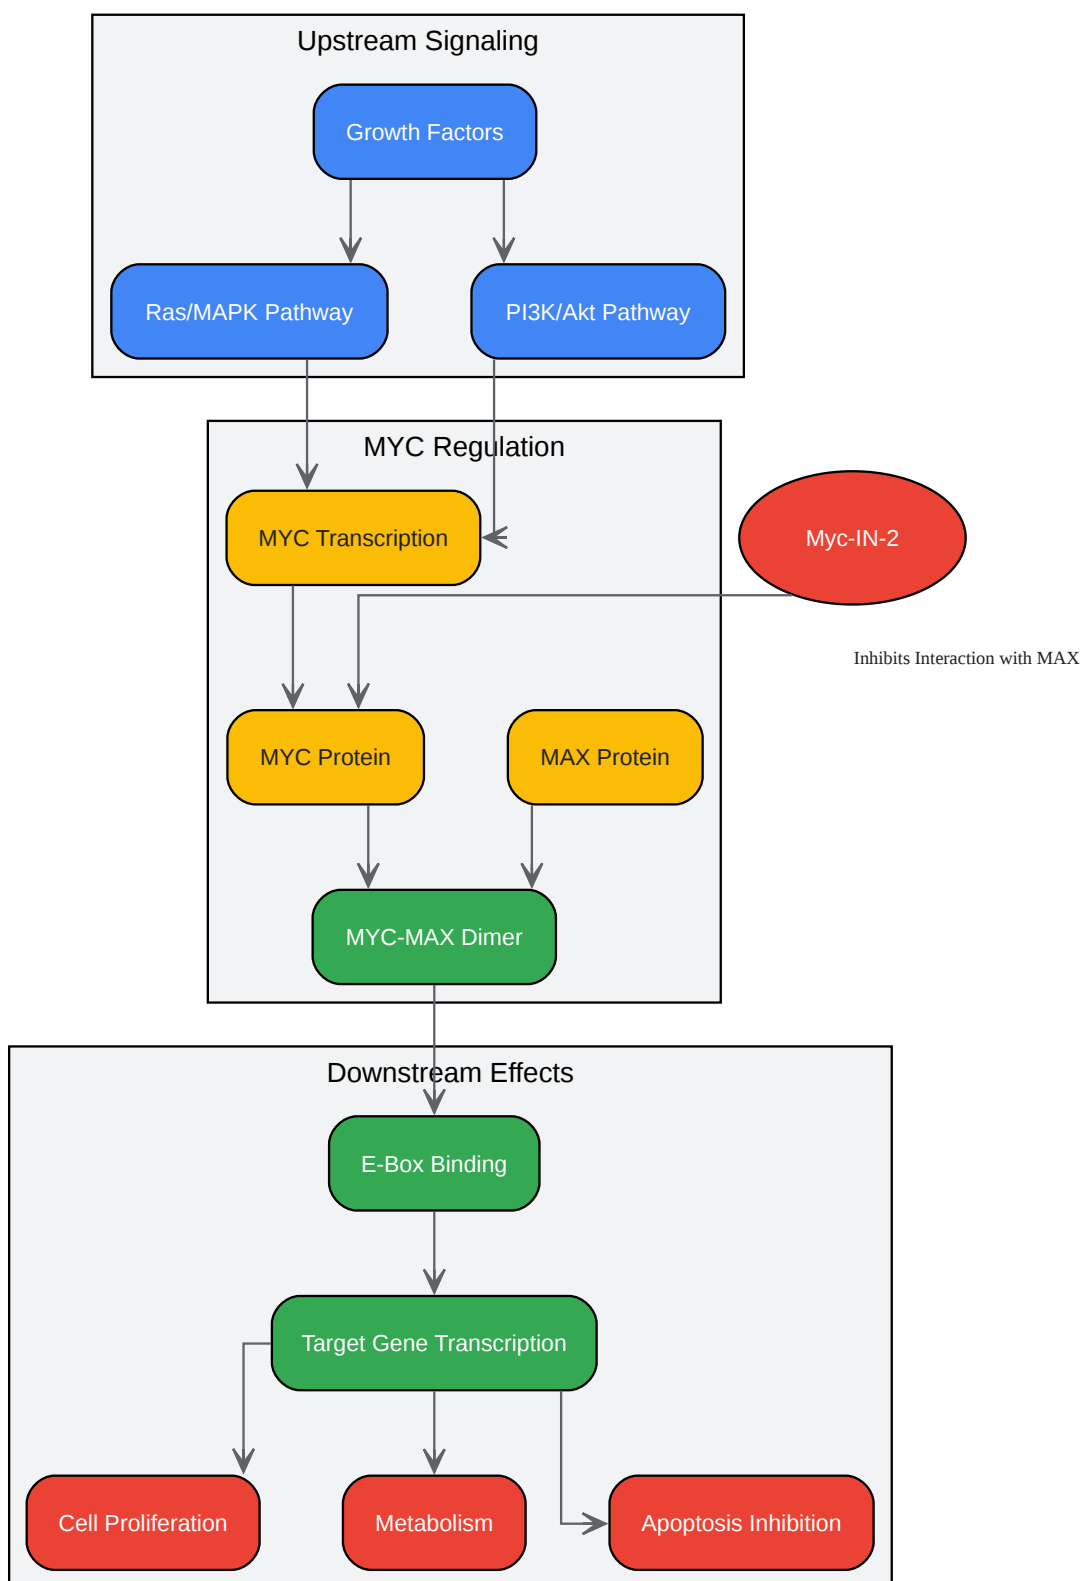 Upstream Signaling
Growth Factors
Ras/MAPK Pathway
PI3K/Akt Pathway
MYC Regulation
MYC Transcription
Myc-IN-2
Inhibits Interaction with MAX
MYC Protein
MAX Protein
MYC-MAX Dimer
Downstream Effects
E-Box Binding
Target Gene Transcription
Cell Proliferation
Metabolism
Apoptosis Inhibition